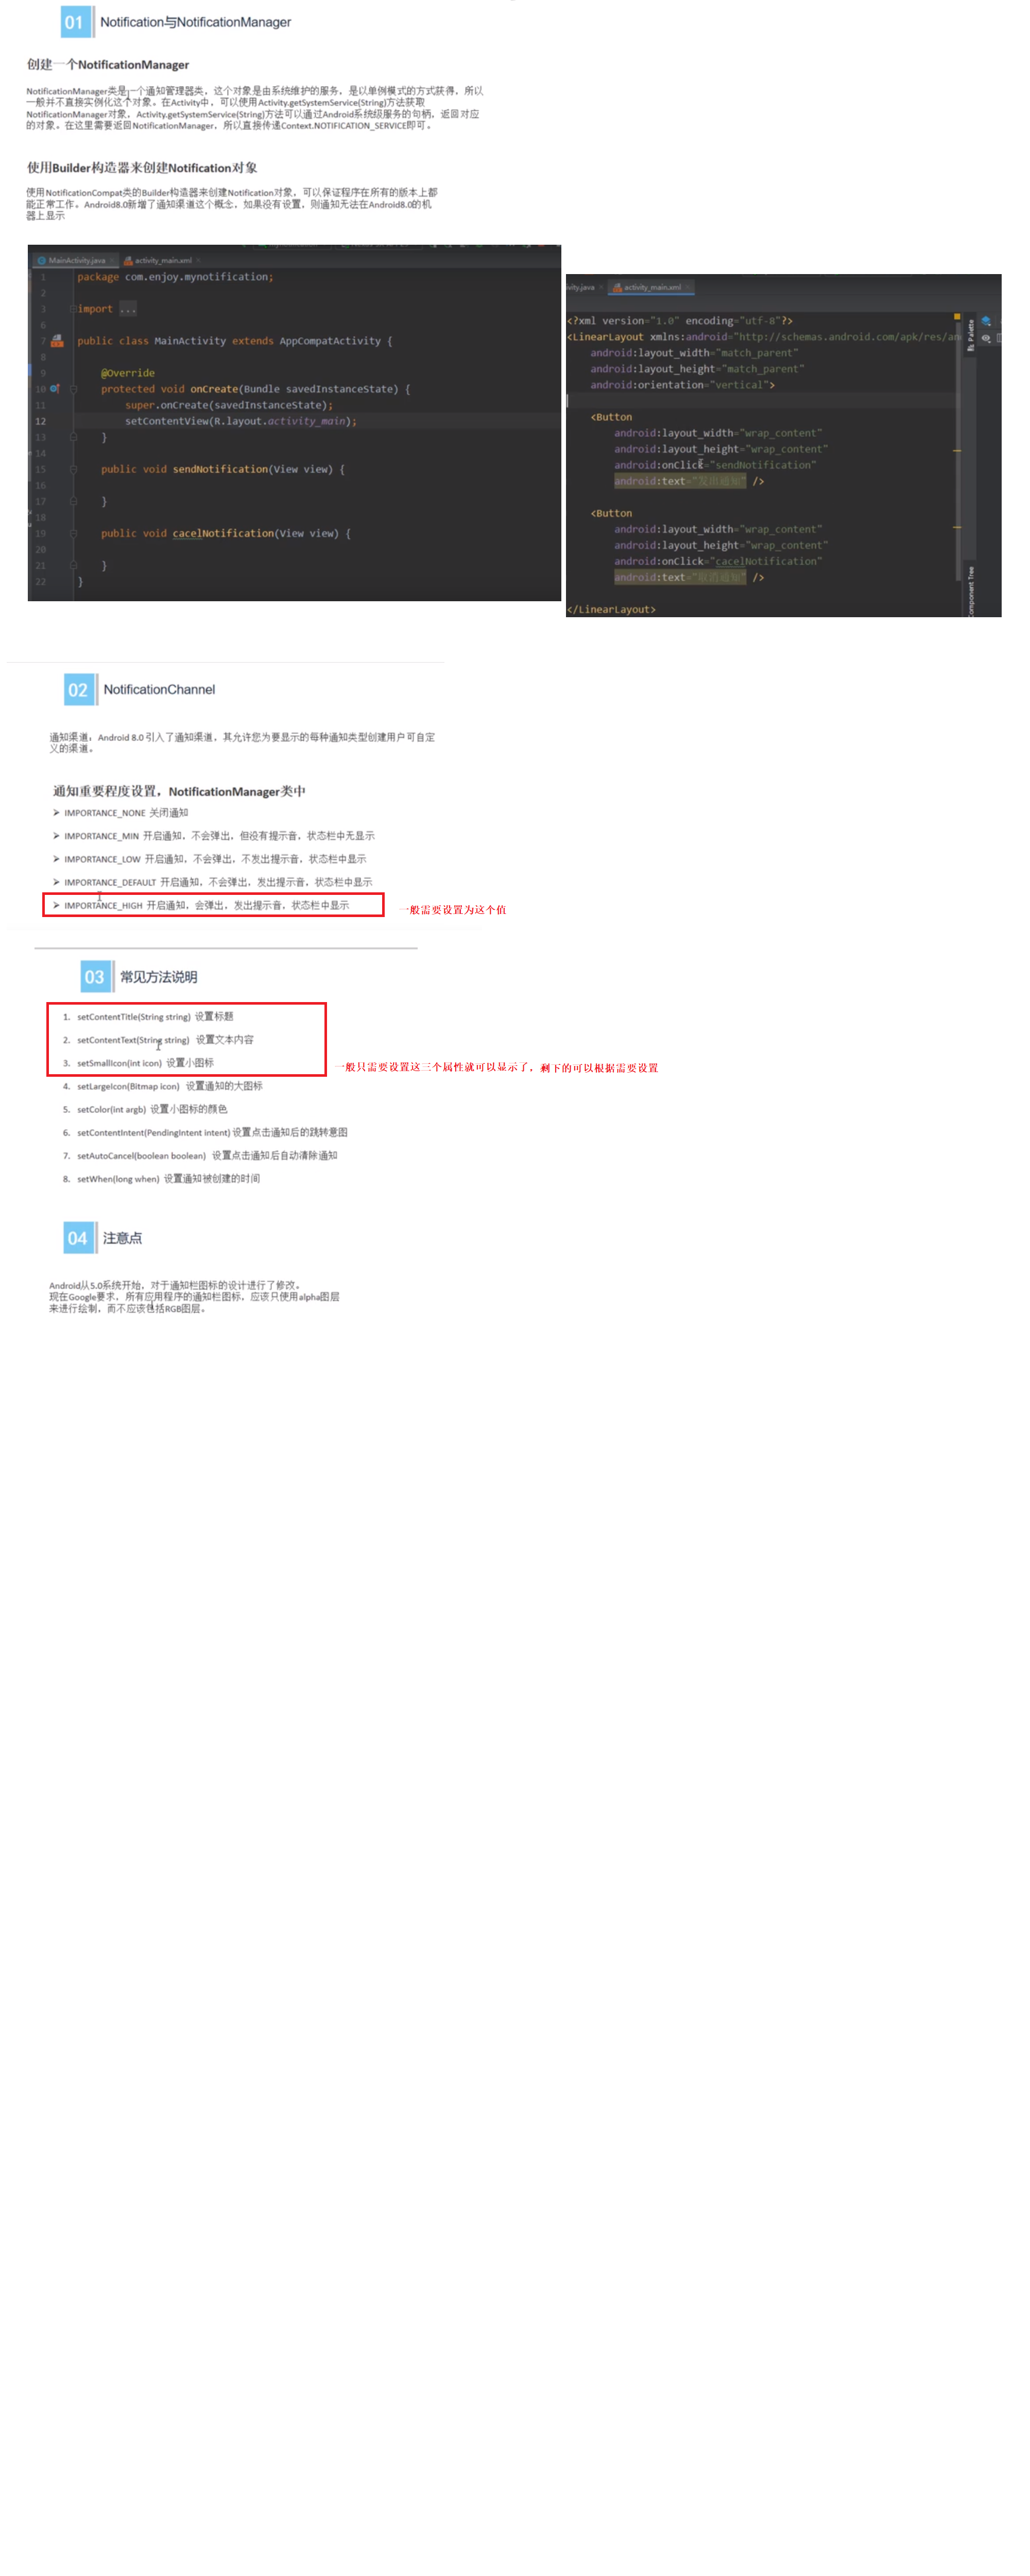 01 Notification与NotificationManager
创建一个NotificationManager
NotificationManager类是一个通知管理器类，这个对象是由系统维护的服务，是以单例模式的方式获得，所以
一般并不直接实例化这个对象。在Activity中，可以使用Activity.getSystemService(String)方法获取
NotificationManager对象，Activity.getSystemService(String)方法可以通过Android系统级服务的句柄，返回对应
的对象。在这里需要返回NotificationManager，所以直接传递Context.NOTIFICATION_SERVICE即可。
使用Builder构造器来创建Notification对象
使用NotificationCompat类的Builder构造器来创建Notification对象，可以保证程序在所有的版本上都
能正常工作。Android8.0新增了通知渠道这个概念，如果没有设置，则通知无法在Android8.0的机
器上显示
MainActivity.java activity_main.xml
1 package com.enjoy.mynotification;
2
3 import ...
6
7 public class MainActivity extends AppCompatActivity {
8
9 @Override
10 protected void onCreate(Bundle savedInstanceState) {
11 super.onCreate(savedInstanceState);
12 setContentView(R.layout.activity_main);
13 }
14
15 public void sendNotification(View view) {
16
17 }
18
19 public void cacelNotification(View view) {
20
21 }
22 }
ivity.java activity_main.xml
<?xml version="1.0" encoding="utf-8"?>
<LinearLayout xmlns:android="http://schemas.android.com/apk/res/an
android:layout_width="match_parent"
android:layout_height="match_parent"
android:orientation="vertical">
<Button
android:layout_width="wrap_content"
android:layout_height="wrap_content"
android:onClick="sendNotification"
android:text="发出通知" />
<Button
android:layout_width="wrap_content"
android:layout_height="wrap_content"
android:onClick="cacelNotification"
android:text="取消通知" />
</LinearLayout>
Palette
Component Tree
02 NotificationChannel
通知渠道：Android 8.0 引入了通知渠道，其允许您为要显示的每种通知类型创建用户可自定
义的渠道。
通知重要程度设置，NotificationManager类中
➤ IMPORTANCE_NONE 关闭通知
➤ IMPORTANCE_MIN 开启通知，不会弹出，但没有提示音，状态栏中无显示
➤ IMPORTANCE_LOW 开启通知，不会弹出，不发出提示音，状态栏中显示
➤ IMPORTANCE_DEFAULT 开启通知，不会弹出，发出提示音，状态栏中显示
➤ IMPORTANCE_HIGH 开启通知，会弹出，发出提示音，状态栏中显示 一般需要设置为这个值
03 常见方法说明
1. setContentTitle(String string) 设置标题
2. setContentText(String string) 设置文本内容
3. setSmallIcon(int icon) 设置小图标
一般只需要设置这三个属性就可以显示了，剩下的可以根据需要设置
4. setLargeIcon(Bitmap icon) 设置通知的大图标
5. setColor(int argb) 设置小图标的颜色
6. setContentIntent(PendingIntent intent) 设置点击通知后的跳转意图
7. setAutoCancel(boolean boolean) 设置点击通知后自动清除通知
8. setWhen(long when) 设置通知被创建的时间
04 注意点
Android从5.0系统开始，对于通知栏图标的设计进行了修改。
现在Google要求，所有应用程序的通知栏图标，应该只使用alpha图层
来进行绘制，而不应该包括RGB图层。